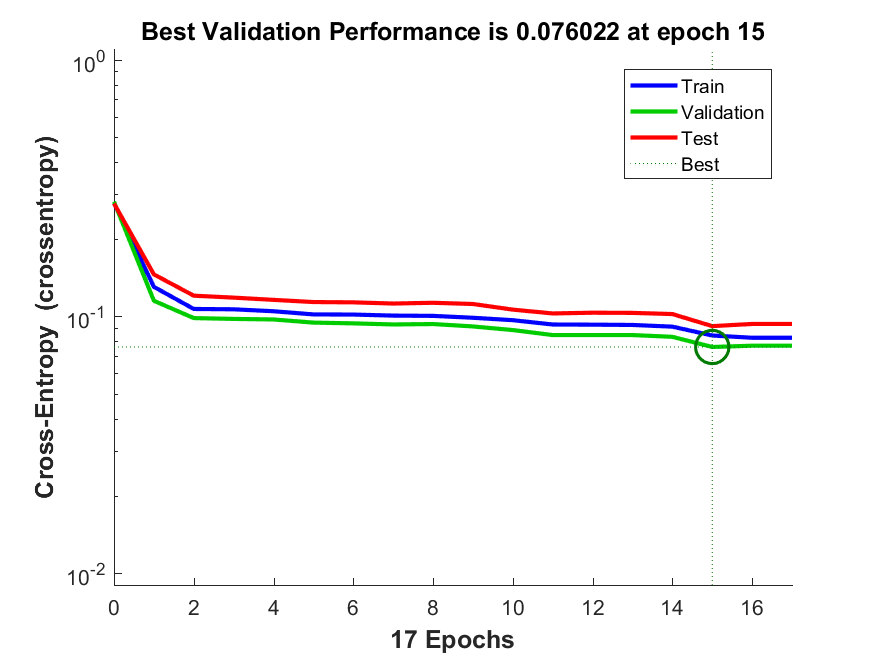 Best Validation Performance is 0.076022 at epoch 15
Cross-Entropy (crossentropy)
10^0
10^-1
10^-2
Train
Validation
Test
Best
0 2 4 6 8 10 12 14 16
17 Epochs